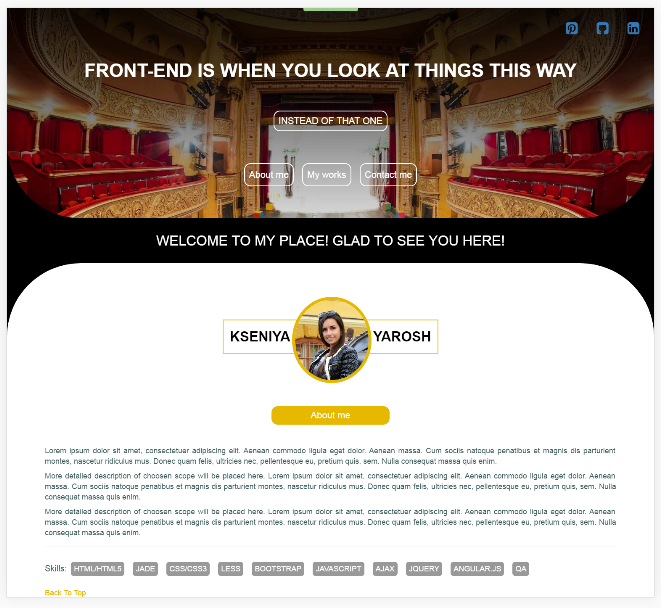 FRONT-END IS WHEN YOU LOOK AT THINGS THIS WAY
INSTEAD OF THAT ONE
About me My works Contact me
WELCOME TO MY PLACE! GLAD TO SEE YOU HERE!
KSENIYA YAROSH
About me
Lorem ipsum dolor sit amet, consectetuer adipiscing elit. Aenean commodo ligula eget dolor. Aenean massa. Cum sociis natoque penatibus et magnis dis parturient
montes, nascetur ridiculus mus. Donec quam felis, ultricies nec, pellentesque eu, pretium quis, sem. Nulla consequat massa quis enim.
More detailed description of choosen scope will be placed here. Lorem ipsum dolor sit amet, consectetuer adipiscing elit. Aenean commodo ligula eget dolor. Aenean
massa. Cum sociis natoque penatibus et magnis dis parturient montes, nascetur ridiculus mus. Donec quam felis, ultricies nec, pellentesque eu, pretium quis, sem. Nulla
consequat massa quis enim.
More detailed description of choosen scope will be placed here. Lorem ipsum dolor sit amet, consectetuer adipiscing elit. Aenean commodo ligula eget dolor. Aenean
massa. Cum sociis natoque penatibus et magnis dis parturient montes, nascetur ridiculus mus. Donec quam felis, ultricies nec, pellentesque eu, pretium quis, sem. Nulla
consequat massa quis enim.
Skills: HTML/HTML5 JADE CSS/CSS3 LESS BOOTSTRAP JAVASCRIPT AJAX JQUERY ANGULAR.JS QA
Back To Top